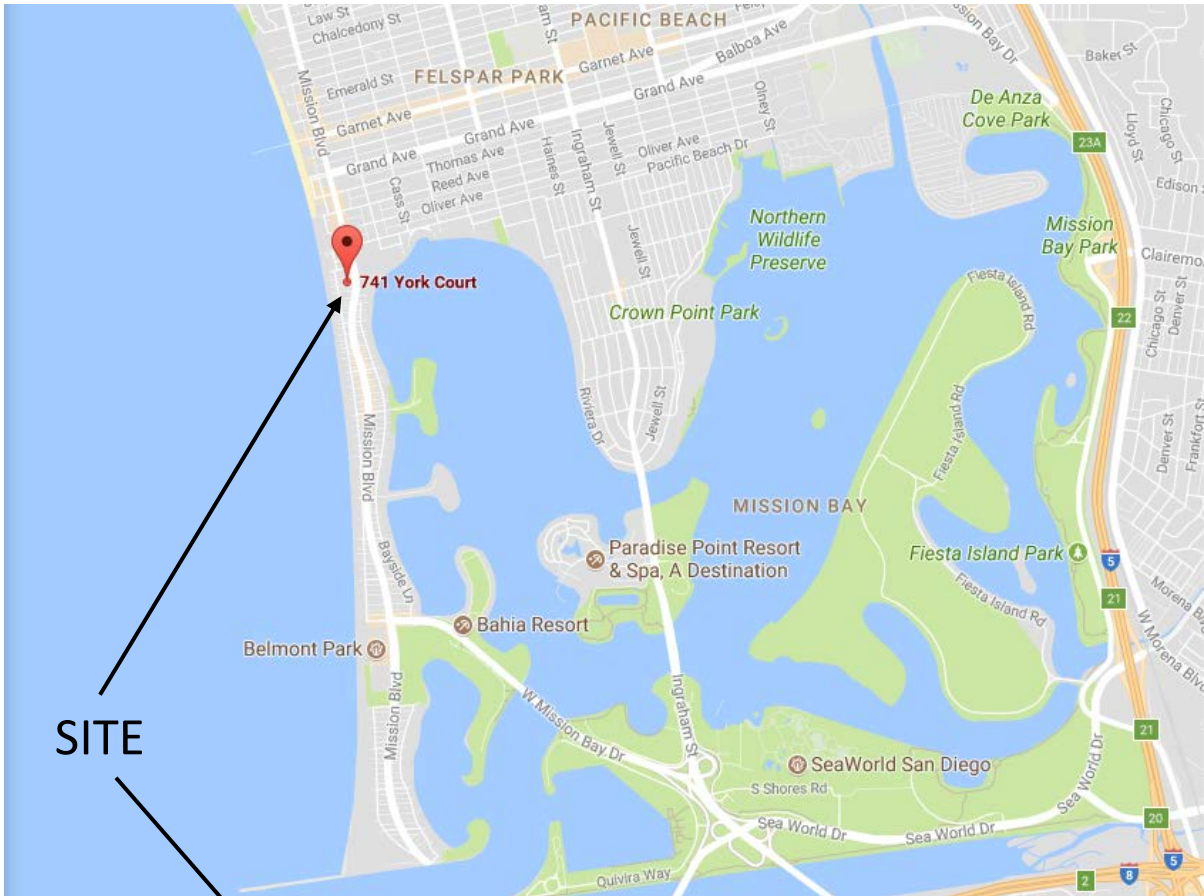 Law St
Chalcedony St
PACIFIC BEACH
Mission Bay Dr
Baker St
Emerald St
FELSPAR PARK
Garnet Ave
Balboa Ave
Grand Ave
Mission Blvd
Garnet Ave
Grand Ave
Grand Ave
Thomas Ave
Reed Ave
Oliver Ave
Cass St
Haines St
Ingraham St
Jewell St
Oliver Ave
Pacific Beach Dr
Olney St
De Anza
Cove Park
23A
Lloyd St
Chicago St
Edison
741 York Court
Jewell St
Northern
Wildlife
Preserve
Mission
Bay Park
Fiesta Island Rd
22
Chicago St
Denver St
Crown Point Park
Riviera Dr
Jewell St
Fiesta Island Rd
Denver St
Frankfort St
Mission Blvd
MISSION BAY
Paradise Point Resort
& Spa, A Destination
Fiesta Island Park
5
Bayside Ln
Fiesta Island Rd
21
W Morena Blvd
Bahia Resort
Belmont Park
SITE
Mission Blvd
W Mission Bay Dr
Ingraham St
SeaWorld San Diego
S Shores Rd
Sea World Dr
21
Sea World Dr
Sea World Dr
20
Quivira Way
2
8
5